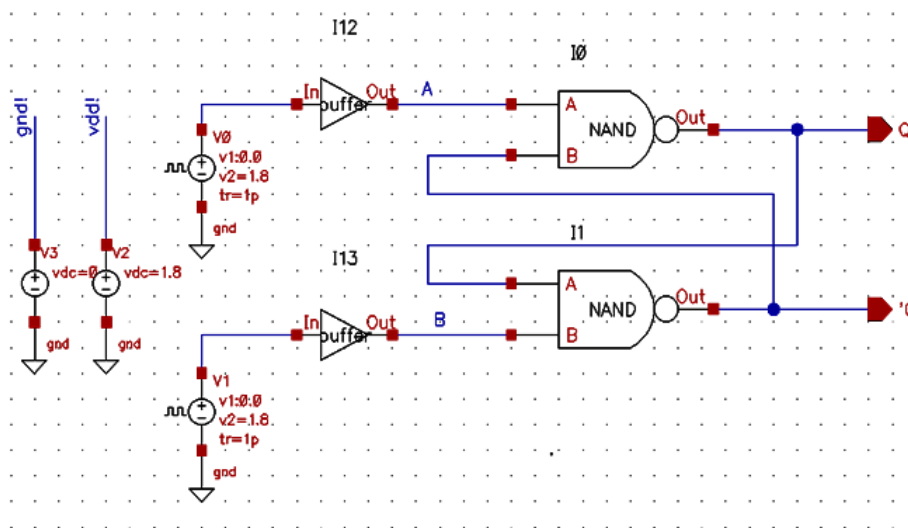 I12
In
buffer
Out
A
I0
A
NAND
Out
B
Q
gnd!
vdd!
V0
v1:0.0
v2=1.8
tr=1p
gnd
V3
vdc=0
gnd
V2
vdc=1.8
gnd
I13
In
buffer
Out
B
I1
A
NAND
Out
B
V1
v1:0.0
v2=1.8
tr=1p
gnd